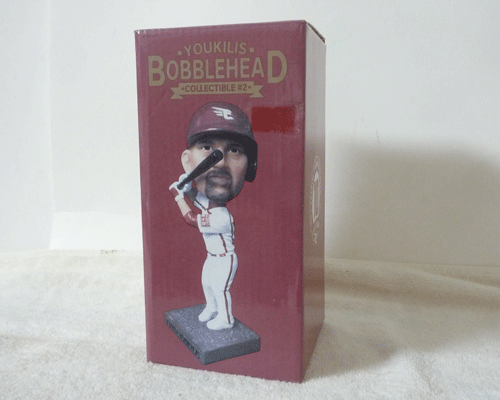 • YOUKILIS •
BOBBLEHEAD
• COLLECTIBLE #2 •